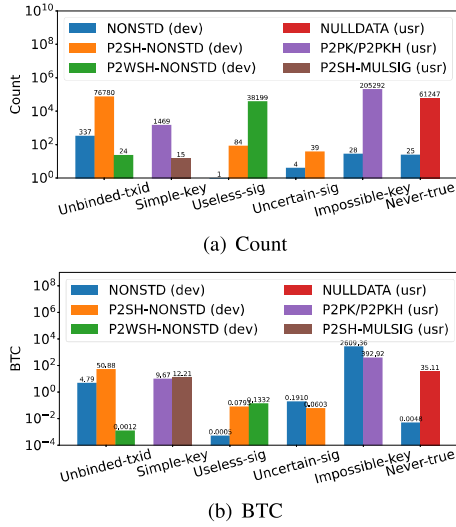 10^10
10^8
10^6
10^4
10^2
10^0
Count
NONSTD (dev)
P2SH-NONSTD (dev)
P2WSH-NONSTD (dev)
NULLDATA (usr)
P2PK/P2PKH (usr)
P2SH-MULSIG (usr)
337
76780
24
1469
15
1
84
38199
4
39
28
205292
25
61247
Unbinded-txid
Simple-key
Useless-sig
Uncertain-sig
Impossible-key
Never-true
(a) Count
10^8
10^6
10^4
10^2
10^0
10^−2
10^−4
BTC
NONSTD (dev)
P2SH-NONSTD (dev)
P2WSH-NONSTD (dev)
NULLDATA (usr)
P2PK/P2PKH (usr)
P2SH-MULSIG (usr)
4.79
50.88
0.0012
9.67
12.21
0.0005
0.1332
0.1910
0.0603
2609.36
392.92
0.0048
35.11
Unbinded-txid
Simple-key
Useless-sig
Uncertain-sig
Impossible-key
Never-true
(b) BTC